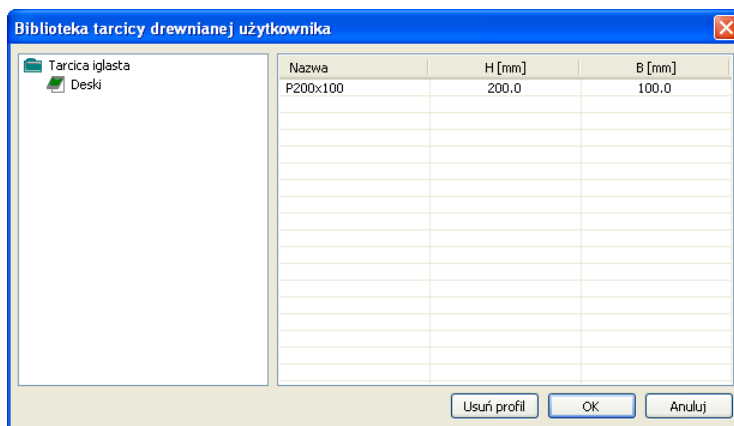 Biblioteka tarcicy drewnianej użytkownika
Tarcica iglasta
Deski
Nazwa H [mm] B [mm]
P200x100 200.0 100.0
Usuń profil OK Anuluj